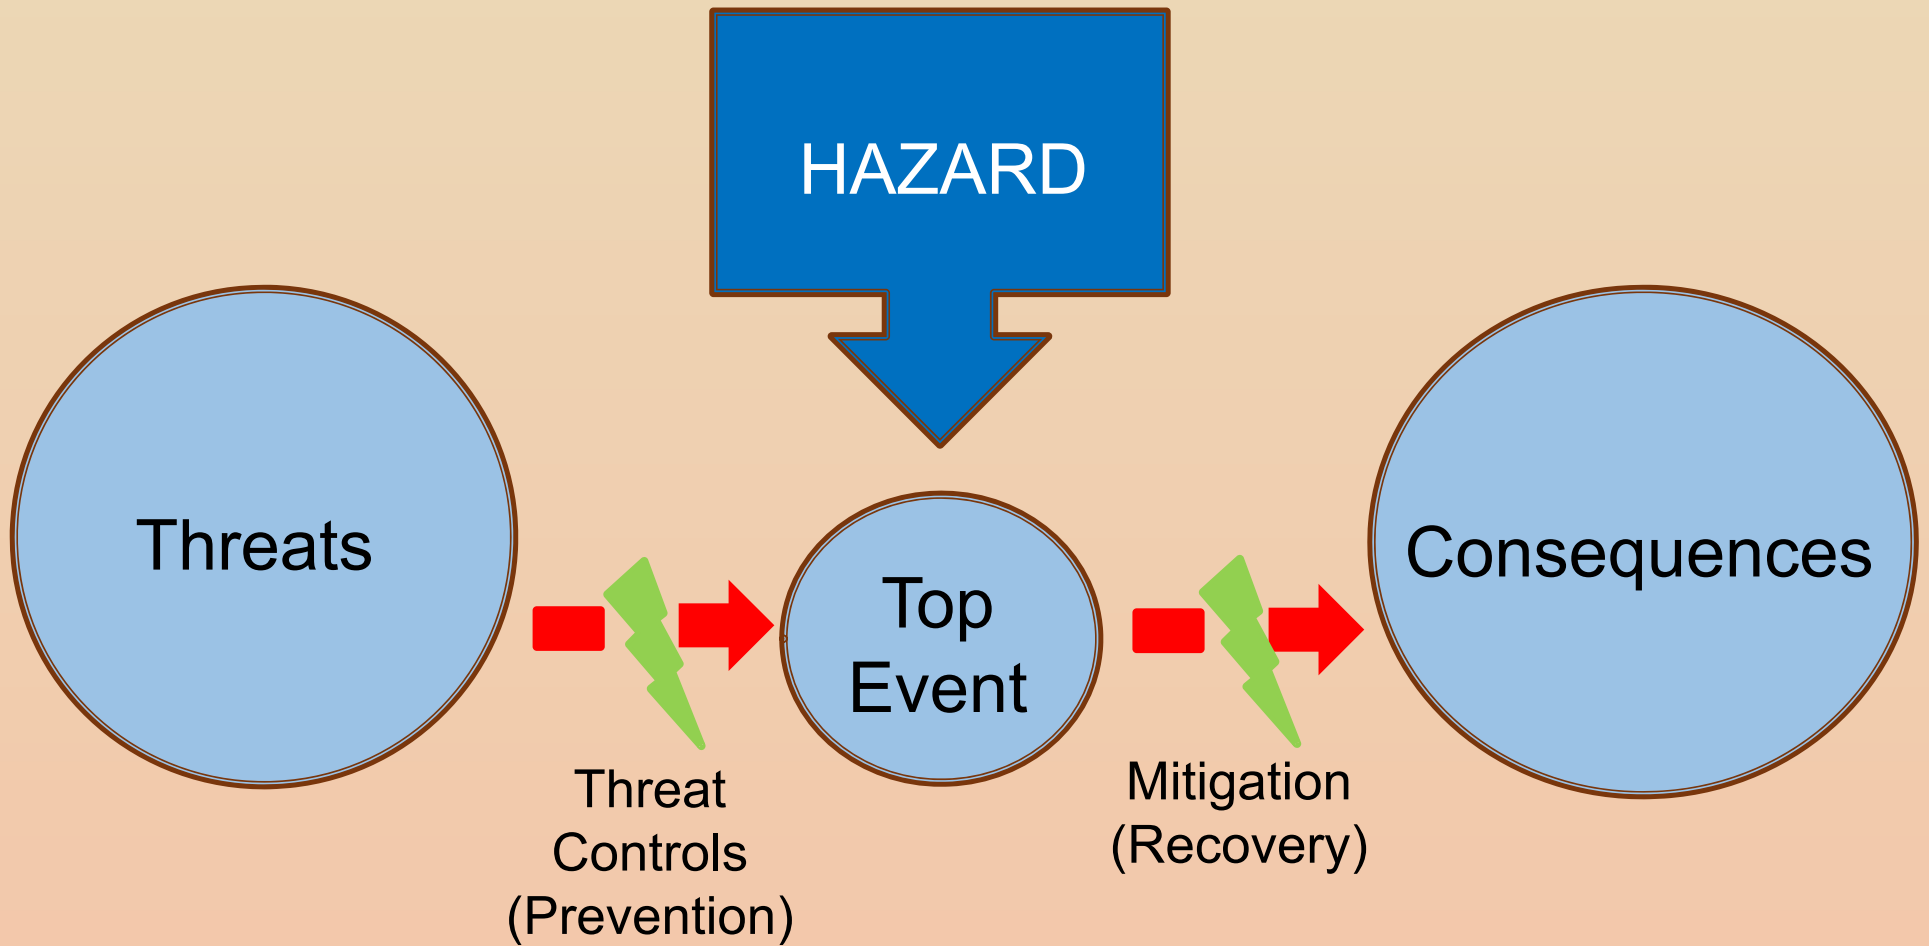 HAZARD
Threats
Top
Event
Consequences
Threat
Controls
(Prevention)
Mitigation
(Recovery)